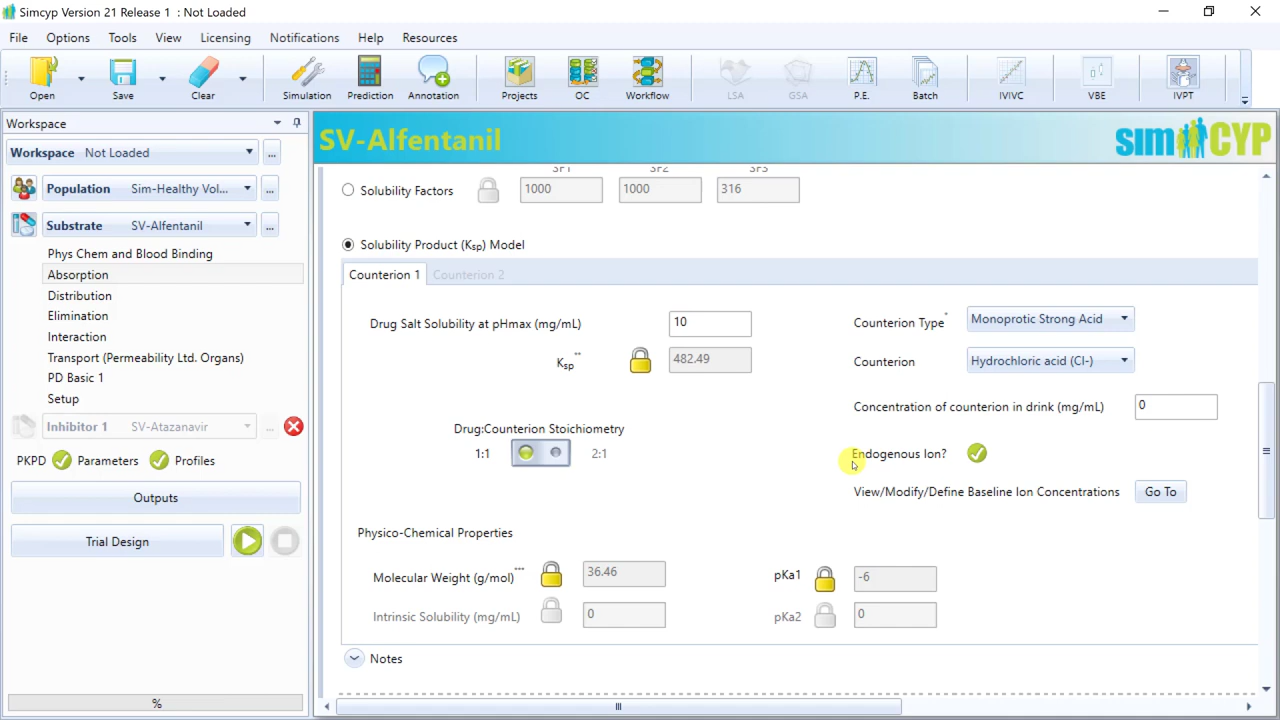 Simcyp Version 21 Release 1 : Not Loaded
File Options Tools View Licensing Notifications Help Resources
Open Save Clear Simulation Prediction Annotation Projects OC Workflow LSA GSA P.E. Batch IVIVC VBE IVPT
Workspace
Workspace Not Loaded ...
Population Sim-Healthy Vol... ...
Substrate SV-Alfentanil ...
Phys Chem and Blood Binding
Absorption
Distribution
Elimination
Interaction
Transport (Permeability Ltd. Organs)
PD Basic 1
Setup
Inhibitor 1 SV-Atazanavir ...
PKPD Parameters Profiles
Outputs
Trial Design
%
SV-Alfentanil
simCYP
SF1 SF2 SF3
Solubility Factors 1000 1000 316
Solubility Product (Ksp) Model
Counterion 1 Counterion 2
Drug Salt Solubility at pHmax (mg/mL) 10
Counterion Type* Monoprotic Strong Acid
Ksp** 482.49
Counterion Hydrochloric acid (Cl-)
Concentration of counterion in drink (mg/mL) 0
Drug:Counterion Stoichiometry
1:1 2:1
Endogenous Ion?
View/Modify/Define Baseline Ion Concentrations Go To
Physico-Chemical Properties
Molecular Weight (g/mol)*** 36.46
pKa1 -6
Intrinsic Solubility (mg/mL) 0
pKa2 0
Notes